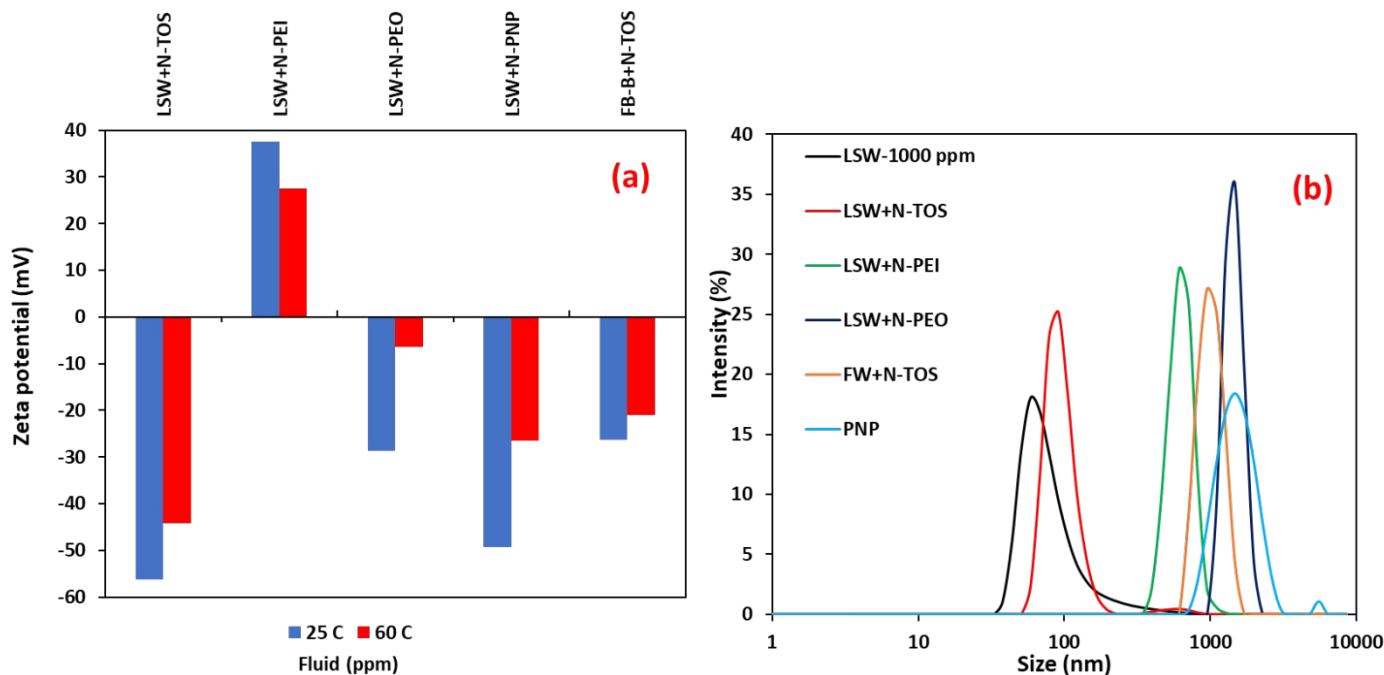 LSW+N-TOS
LSW+N-PEI
LSW+N-PEO
LSW+N-PNP
FB-B+N-TOS
40
30
20
10
0
-10
-20
-30
-40
-50
-60
Zeta potential (mV)
(a)
25 C 60 C
Fluid (ppm)
40
35
30
25
20
15
10
5
0
Intensity (%)
LSW-1000 ppm
LSW+N-TOS
LSW+N-PEI
LSW+N-PEO
FW+N-TOS
PNP
(b)
1 10 100 1000 10000
Size (nm)